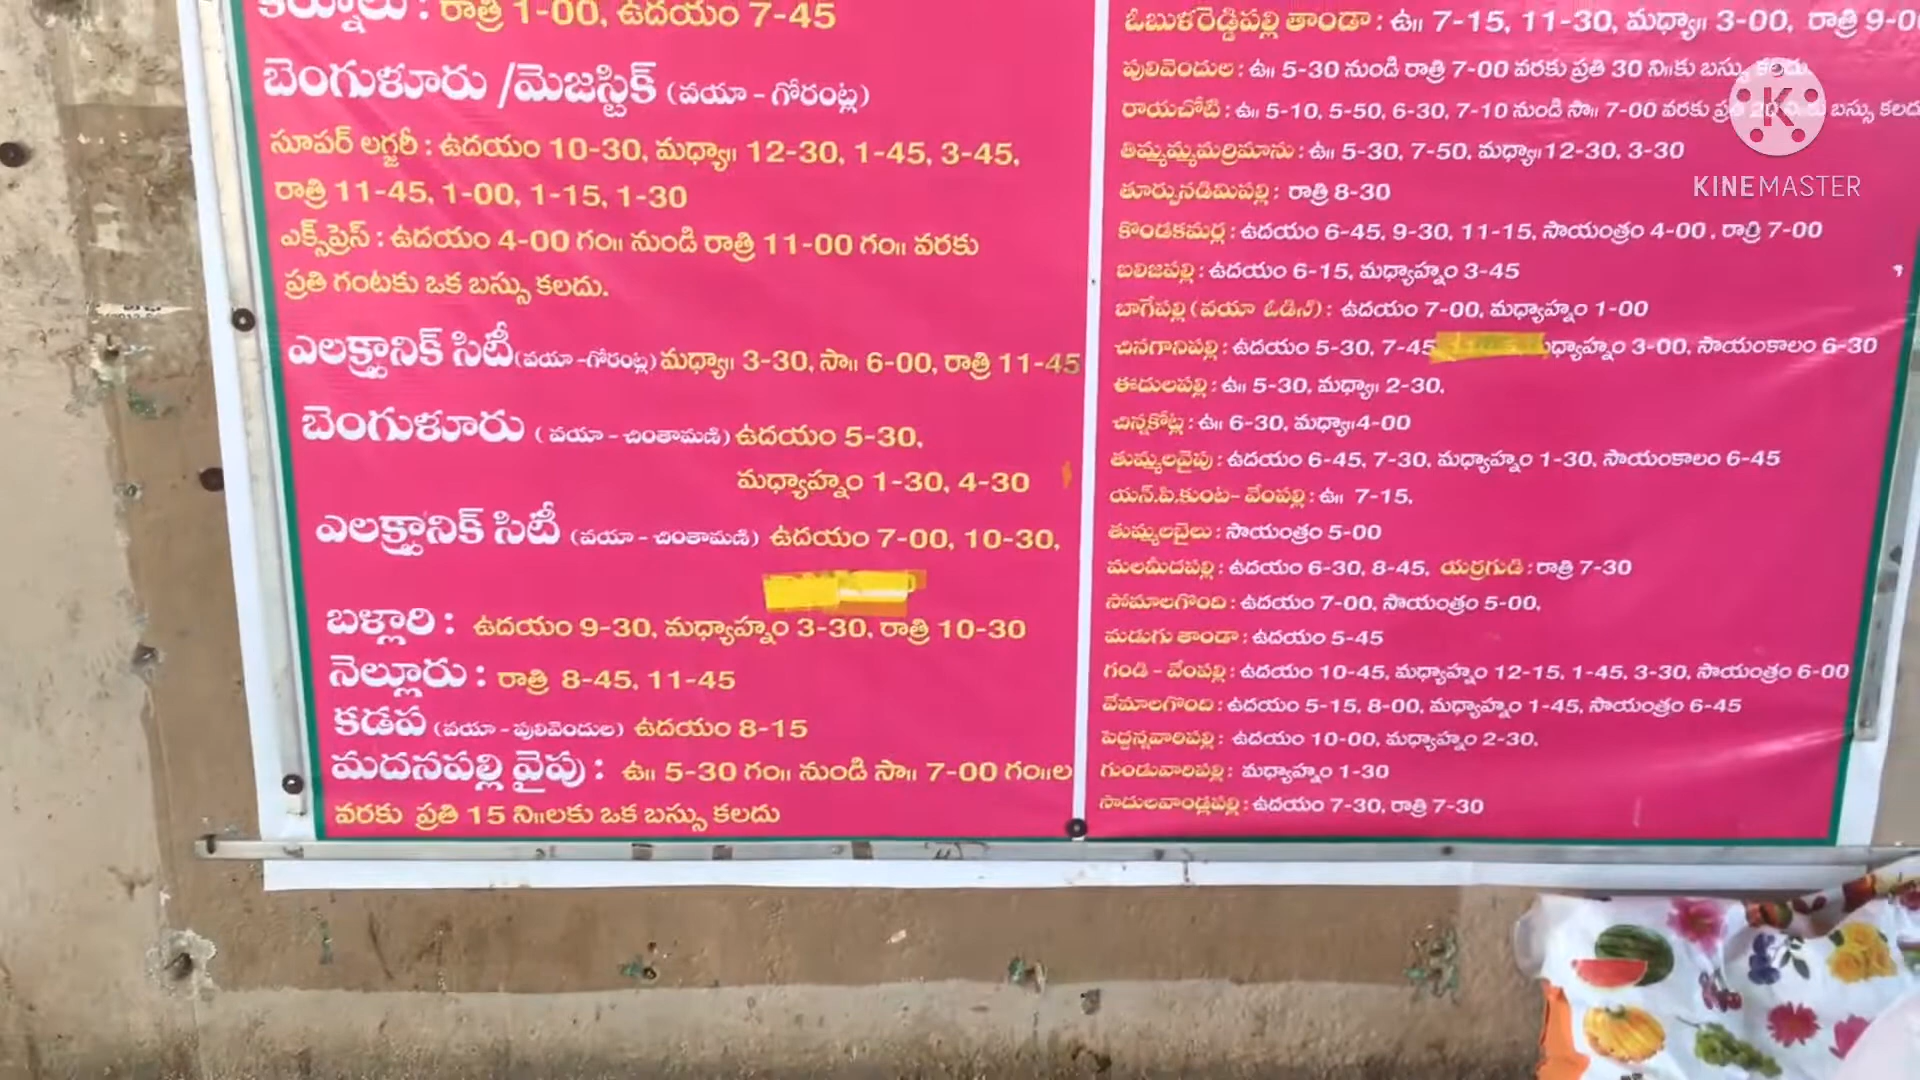 కర్నూలు : రాత్రి 1-00, ఉదయం 7-45
బెంగుళూరు /మెజస్టిక్ (వయా - గోరంట్ల)
సూపర్ లగ్జరీ : ఉదయం 10-30, మధ్యా॥ 12-30, 1-45, 3-45,
రాత్రి 11-45, 1-00, 1-15, 1-30
ఎక్స్‌ప్రెస్ : ఉదయం 4-00 గం॥ నుండి రాత్రి 11-00 గం॥ వరకు
ప్రతి గంటకు ఒక బస్సు కలదు.
ఎలక్ట్రానిక్ సిటీ (వయా -గోరంట్ల) మధ్యా॥ 3-30, సా॥ 6-00, రాత్రి 11-45
బెంగుళూరు ( వయా - చింతామణి) ఉదయం 5-30,
మధ్యాహ్నం 1-30, 4-30
ఎలక్ట్రానిక్ సిటీ (వయా - చింతామణి) ఉదయం 7-00, 10-30,
బళ్లారి : ఉదయం 9-30, మధ్యాహ్నం 3-30, రాత్రి 10-30
నెల్లూరు : రాత్రి 8-45, 11-45
కడప (వయా - పులివెందుల) ఉదయం 8-15
మదనపల్లి వైపు : ఉ॥ 5-30 గం॥ నుండి సా॥ 7-00 గం॥ల
వరకు ప్రతి 15 ని॥లకు ఒక బస్సు కలదు
ఓబుళరెడ్డిపల్లి తాండా : ఉ॥ 7-15, 11-30, మధ్యా॥ 3-00, రాత్రి
పులివెందుల : ఉ॥ 5-30 నుండి రాత్రి 7-00 వరకు ప్రతి 30 ని॥కు బస్సు కలదు
రాయచోటి : ఉ॥ 5-10, 5-50, 6-30, 7-10 నుండి సా॥ 7-00 వరకు ప్రతి 20 ని॥కు బస్సు కలదు
తిమ్మమ్మమర్రిమాను : ఉ॥ 5-30, 7-50, మధ్యా॥12-30, 3-30
తూర్పునడిమిపల్లి : రాత్రి 8-30
కొండకమర్ల : ఉదయం 6-45, 9-30, 11-15, సాయంత్రం 4-00 , రాత్రి 7-00
బలిజపల్లి : ఉదయం 6-15, మధ్యాహ్నం 3-45
బాగేపల్లి (వయా ఓడిసి) : ఉదయం 7-00, మధ్యాహ్నం 1-00
చినగానిపల్లి : ఉదయం 5-30, 7-45 మధ్యాహ్నం 3-00, సాయంకాలం 6-30
ఈదులపల్లి : ఉ॥ 5-30, మధ్యా॥ 2-30,
చిన్నకోట్ల : ఉ॥ 6-30, మధ్యా॥4-00
తుమ్మలవైపు : ఉదయం 6-45, 7-30, మధ్యాహ్నం 1-30, సాయంకాలం 6-45
యన్.పి.కుంట- వేంపల్లి : ఉ॥ 7-15,
తుమ్మలబైలు : సాయంత్రం 5-00
మలమీదపల్లి : ఉదయం 6-30, 8-45, యర్రగుడి : రాత్రి 7-30
సోమాలగొంది : ఉదయం 7-00, సాయంత్రం 5-00,
మడుగు తాండా : ఉదయం 5-45
గండి - వేంపల్లి : ఉదయం 10-45, మధ్యాహ్నం 12-15, 1-45, 3-30, సాయంత్రం 6-00
వేమాలగొంది : ఉదయం 5-15, 8-00, మధ్యాహ్నం 1-45, సాయంత్రం 6-45
పెద్దన్నవారిపల్లి : ఉదయం 10-00, మధ్యాహ్నం 2-30,
గుండువారిపల్లి : మధ్యాహ్నం 1-30
సాదులవాండ్లపల్లి : ఉదయం 7-30, రాత్రి 7-30
K
KINEMASTER